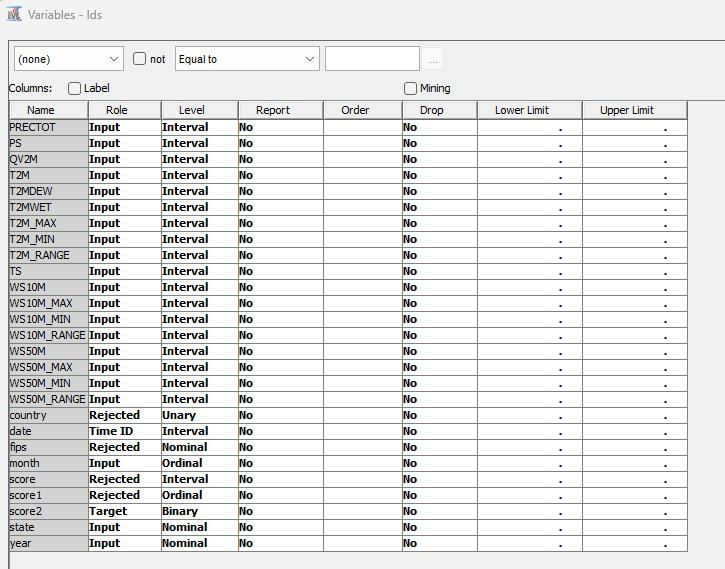 Variables - Ids
(none) not Equal to ...
Columns: Label Mining
Name Role Level Report Order Drop Lower Limit Upper Limit
PRECTOT Input Interval No No . .
PS Input Interval No No . .
QV2M Input Interval No No . .
T2M Input Interval No No . .
T2MDEW Input Interval No No . .
T2MWET Input Interval No No . .
T2M_MAX Input Interval No No . .
T2M_MIN Input Interval No No . .
T2M_RANGE Input Interval No No . .
TS Input Interval No No . .
WS10M Input Interval No No . .
WS10M_MAX Input Interval No No . .
WS10M_MIN Input Interval No No . .
WS10M_RANGE Input Interval No No . .
WS50M Input Interval No No . .
WS50M_MAX Input Interval No No . .
WS50M_MIN Input Interval No No . .
WS50M_RANGE Input Interval No No . .
country Rejected Unary No No . .
date Time ID Interval No No . .
fips Rejected Nominal No No . .
month Input Ordinal No No . .
score Rejected Interval No No . .
score1 Rejected Ordinal No No . .
score2 Target Binary No No . .
state Input Nominal No No . .
year Input Nominal No No . .